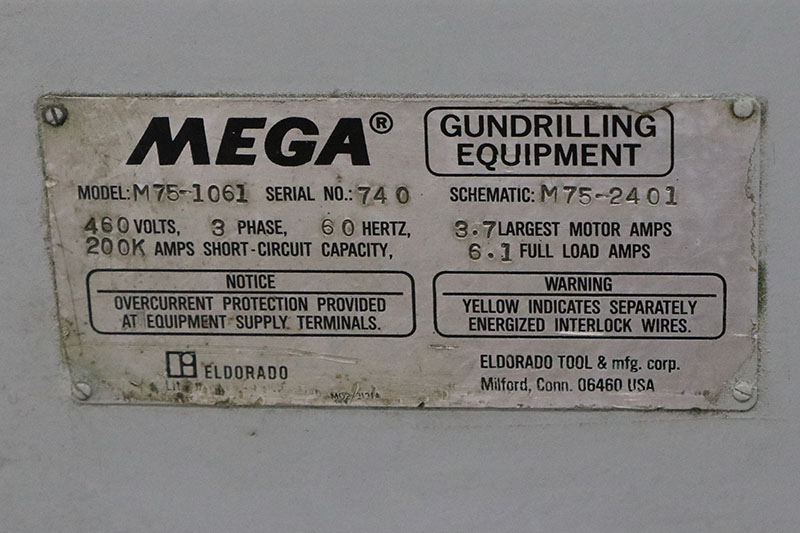 MEGA®
GUNDRILLING
EQUIPMENT
MODEL: M75-1061 SERIAL NO.: 740 SCHEMATIC: M75-2401
460 VOLTS, 3 PHASE, 60 HERTZ,
200K AMPS SHORT-CIRCUIT CAPACITY,
3.7 LARGEST MOTOR AMPS
6.1 FULL LOAD AMPS
NOTICE
OVERCURRENT PROTECTION PROVIDED
AT EQUIPMENT SUPPLY TERMINALS.
WARNING
YELLOW INDICATES SEPARATELY
ENERGIZED INTERLOCK WIRES.
ELDORADO
ELDORADO TOOL & mfg. corp.
Milford, Conn. 06460 USA